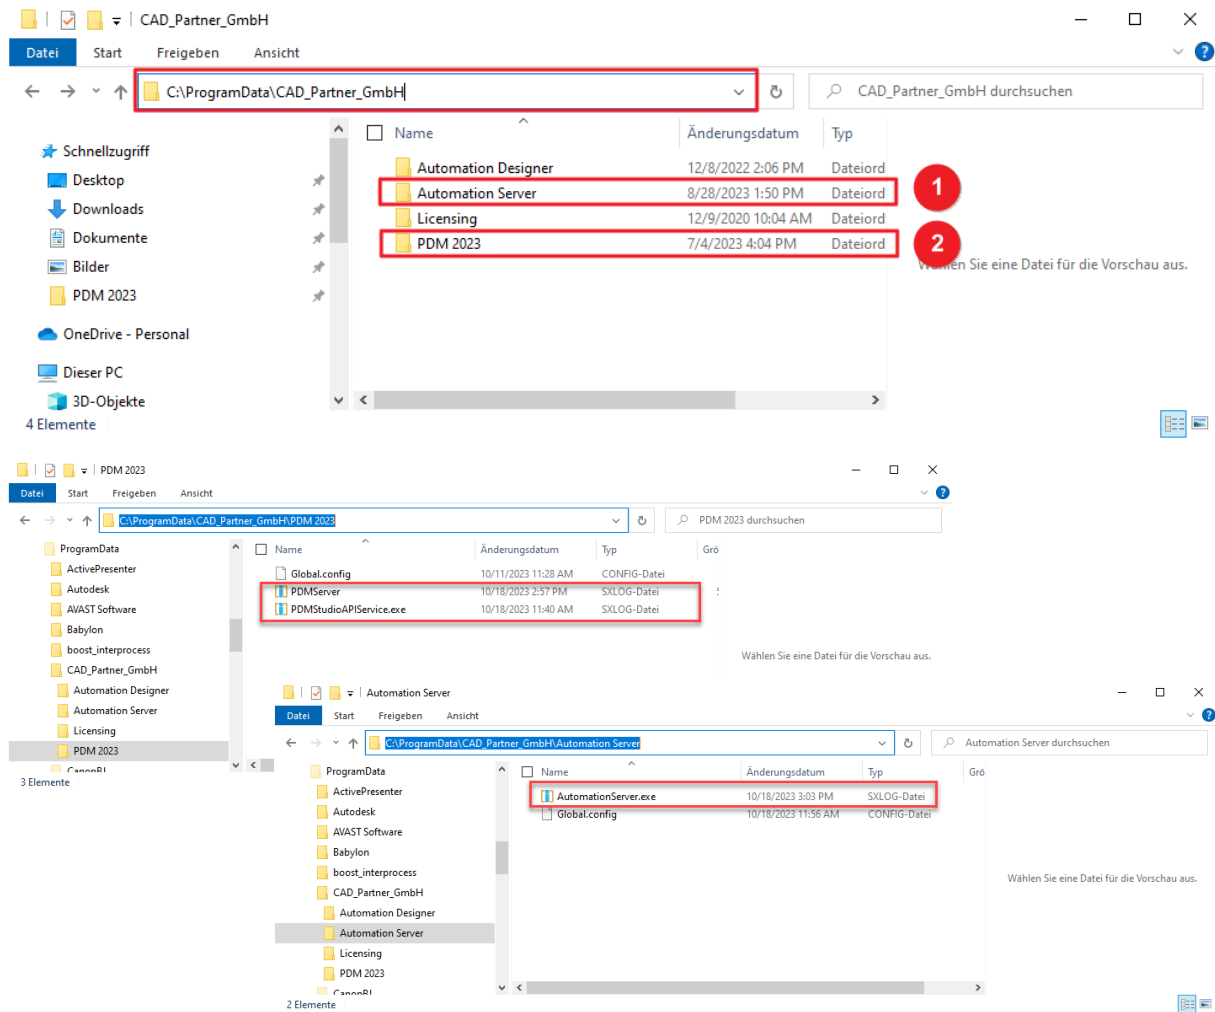 CAD_Partner_GmbH
Datei Start Freigeben Ansicht
C:\ProgramData\CAD_Partner_GmbH
CAD_Partner_GmbH durchsuchen
Schnellzugriff
Desktop
Downloads
Dokumente
Bilder
PDM 2023
OneDrive - Personal
Dieser PC
3D-Objekte
4 Elemente
Name Änderungsdatum Typ
Automation Designer 12/8/2022 2:06 PM Dateiord
Automation Server 8/28/2023 1:50 PM Dateiord
1
Licensing 12/9/2020 10:04 AM Dateiord
PDM 2023 7/4/2023 4:04 PM Dateiord
2
Wählen Sie eine Datei für die Vorschau aus.
PDM 2023
Datei Start Freigeben Ansicht
C:\ProgramData\CAD_Partner_GmbH\PDM 2023
PDM 2023 durchsuchen
ProgramData
ActivePresenter
Autodesk
AVAST Software
Babylon
boost_interprocess
CAD_Partner_GmbH
Automation Designer
Automation Server
Licensing
PDM 2023
CanonBJ
3 Elemente
Name Änderungsdatum Typ Grö
Global.config 10/11/2023 11:28 AM CONFIG-Datei
PDMServer 10/18/2023 2:57 PM SXLOG-Datei
PDMStudioAPIService.exe 10/18/2023 11:40 AM SXLOG-Datei
Wählen Sie eine Datei für die Vorschau aus.
Automation Server
Datei Start Freigeben Ansicht
C:\ProgramData\CAD_Partner_GmbH\Automation Server
Automation Server durchsuchen
ProgramData
ActivePresenter
Autodesk
AVAST Software
Babylon
boost_interprocess
CAD_Partner_GmbH
Automation Designer
Automation Server
Licensing
PDM 2023
CanonBJ
2 Elemente
Name Änderungsdatum Typ Grö
AutomationServer.exe 10/18/2023 3:03 PM SXLOG-Datei
Global.config 10/18/2023 11:56 AM CONFIG-Datei
Wählen Sie eine Datei für die Vorschau aus.